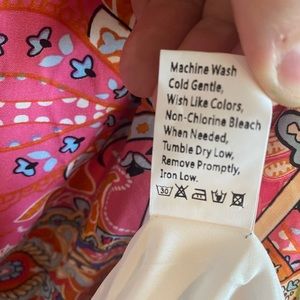 Machine Wash
Cold Gentle,
Wish Like Colors,
Non-Chlorine Bleach
When Needed,
Tumble Dry Low,
Remove Promptly,
Iron Low.
30